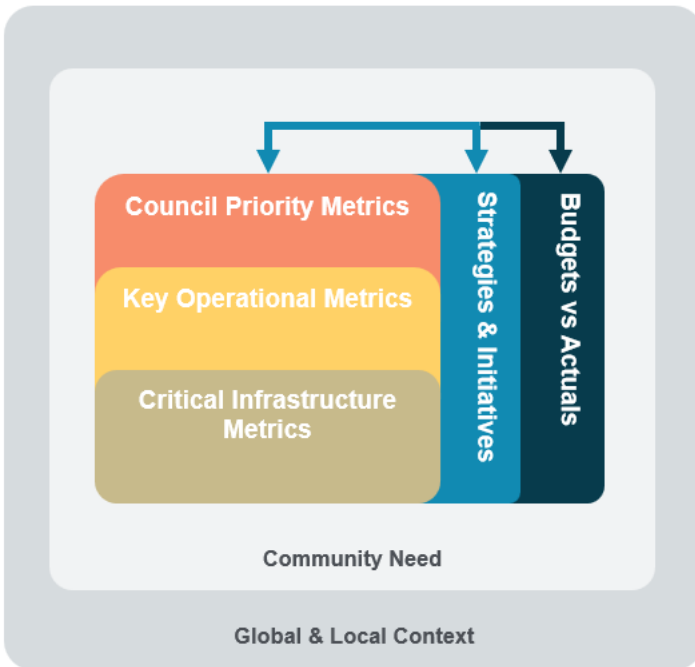 Council Priority Metrics
Key Operational Metrics
Critical Infrastructure
Metrics
Strategies & Initiatives
Budgets vs Actuals
Community Need
Global & Local Context